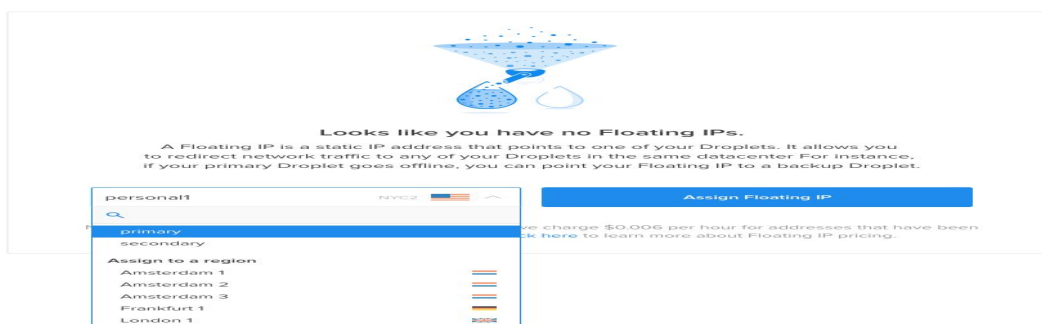 Looks like you have no Floating IPs.
A Floating IP is a static IP address that points to one of your Droplets. It allows you
to redirect network traffic to any of your Droplets in the same datacenter For instance,
if your primary Droplet goes offline, you can point your Floating IP to a backup Droplet.
personal1 NYC2
Assign Floating IP
primary
secondary
ve charge $0.006 per hour for addresses that have been
ck here to learn more about Floating IP pricing.
Assign to a region
Amsterdam 1
Amsterdam 2
Amsterdam 3
Frankfurt 1
London 1